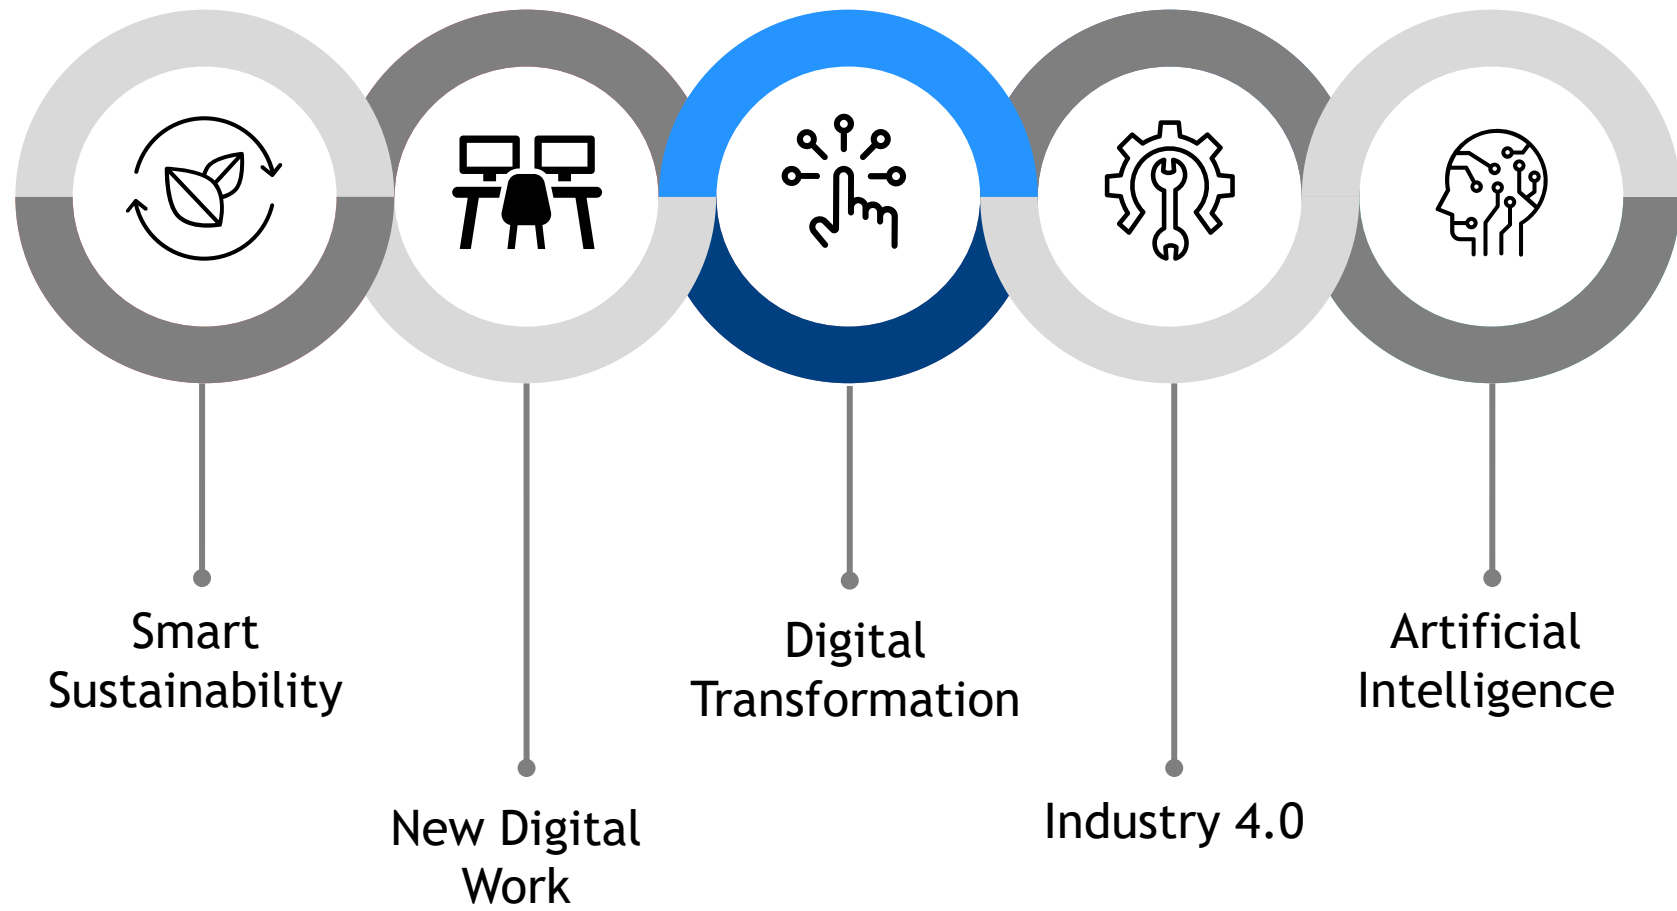 Smart
Sustainability
New Digital
Work
Digital
Transformation
Industry 4.0
Artificial
Intelligence